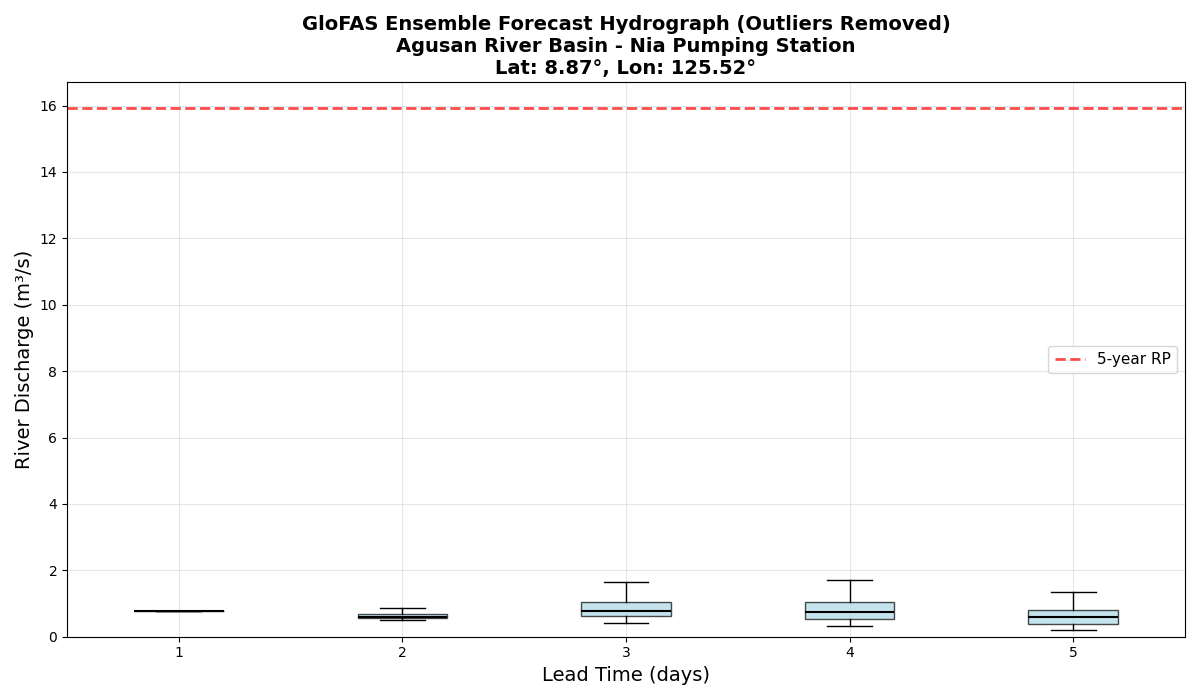 GloFAS Ensemble Forecast Hydrograph (Outliers Removed)
Agusan River Basin - Nia Pumping Station
Lat: 8.87°, Lon: 125.52°
River Discharge (m³/s)
16
14
12
10
8
6
4
2
0
5-year RP
1 2 3 4 5
Lead Time (days)